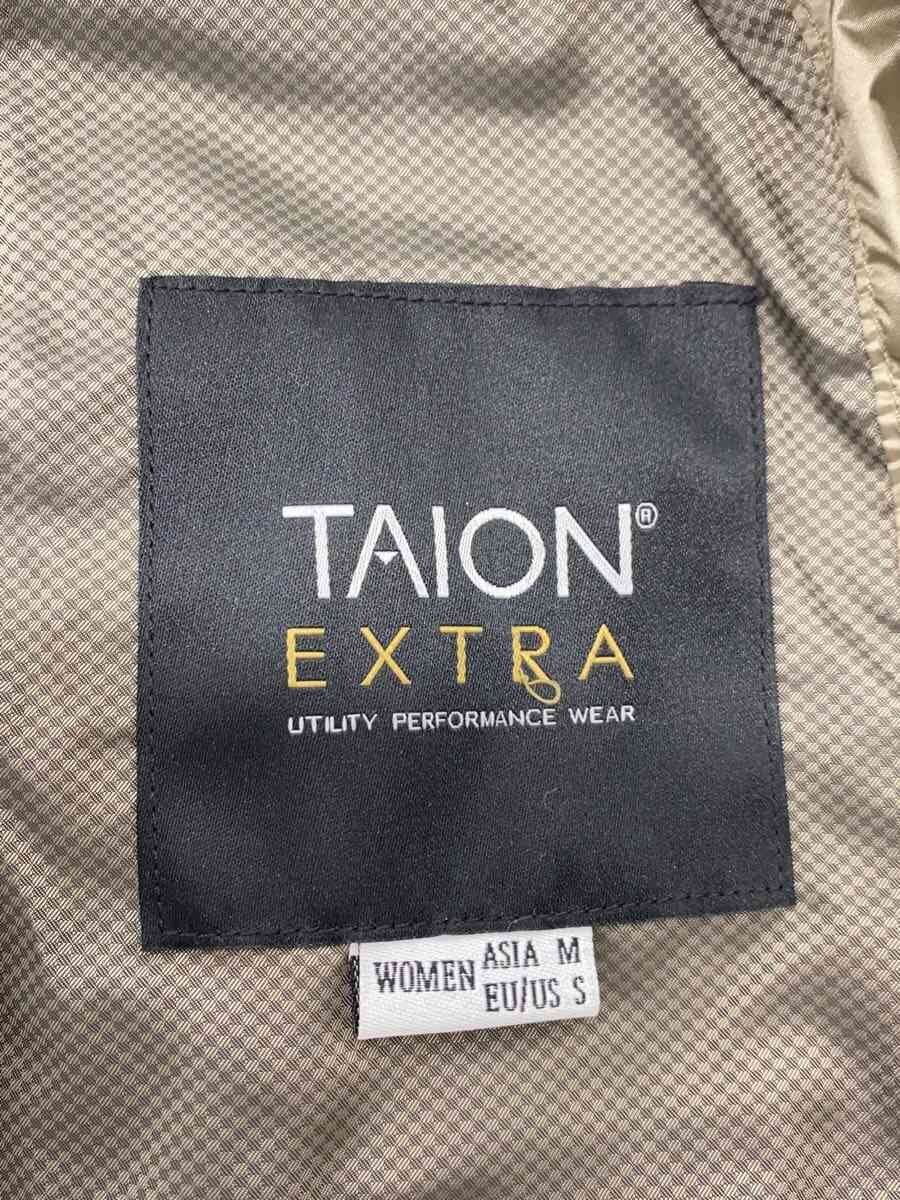 TAION®
EXTRA
UTILITY PERFORMANCE WEAR
WOMEN ASIA M
EU/US S